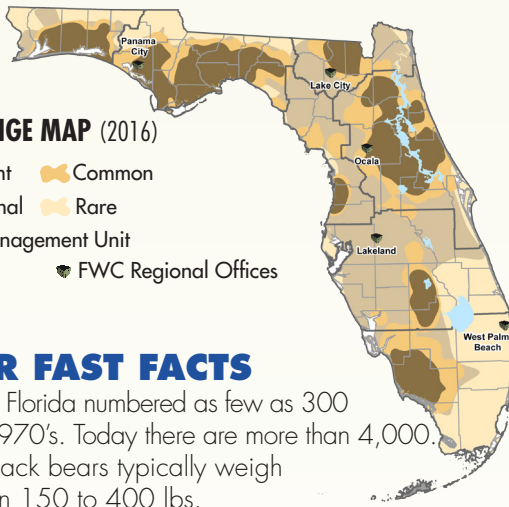 Panama
City
Lake City
NGE MAP (2016)
nt Common
Ocala
nal Rare
nagement Unit
Lakeland
FWC Regional Offices
West Palm
Beach
R FAST FACTS
Florida numbered as few as 300
970's. Today there are more than 4,000.
ack bears typically weigh
n 150 to 400 lbs.